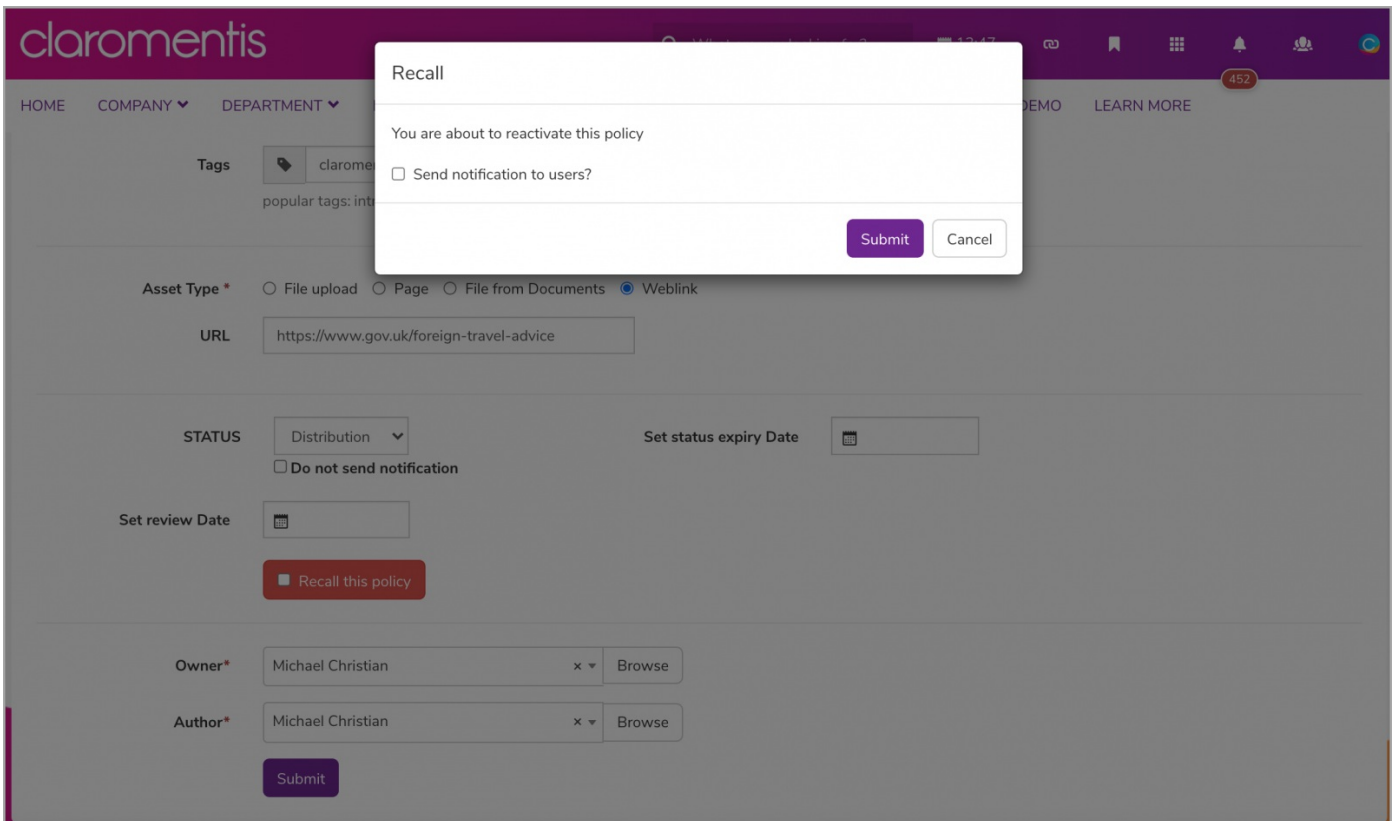 claromentis
452
HOME COMPANY DEPARTMENT DEMO LEARN MORE
Recall
You are about to reactivate this policy
Send notification to users?
Submit Cancel
Tags
popular tags:
Asset Type * File upload Page File from Documents Weblink
URL https://www.gov.uk/foreign-travel-advice
STATUS Distribution Set status expiry Date
Do not send notification
Set review Date
Recall this policy
Owner* Michael Christian × Browse
Author* Michael Christian × Browse
Submit